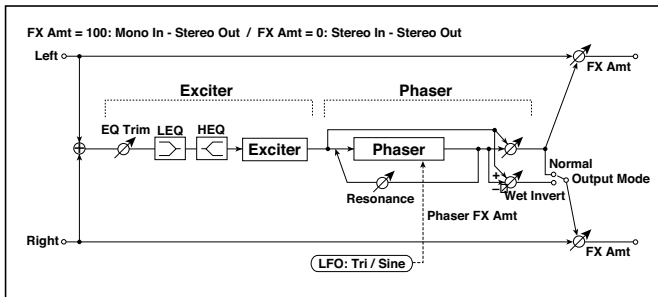 FX Amt = 100: Mono In - Stereo Out / FX Amt = 0: Stereo In - Stereo Out
Left
FX Amt
Exciter
Phaser
EQ Trim
LEQ
HEQ
Exciter
Phaser
Normal
Output Mode
+
−
Wet Invert
Resonance
Phaser FX Amt
Right
LFO: Tri / Sine
FX Amt